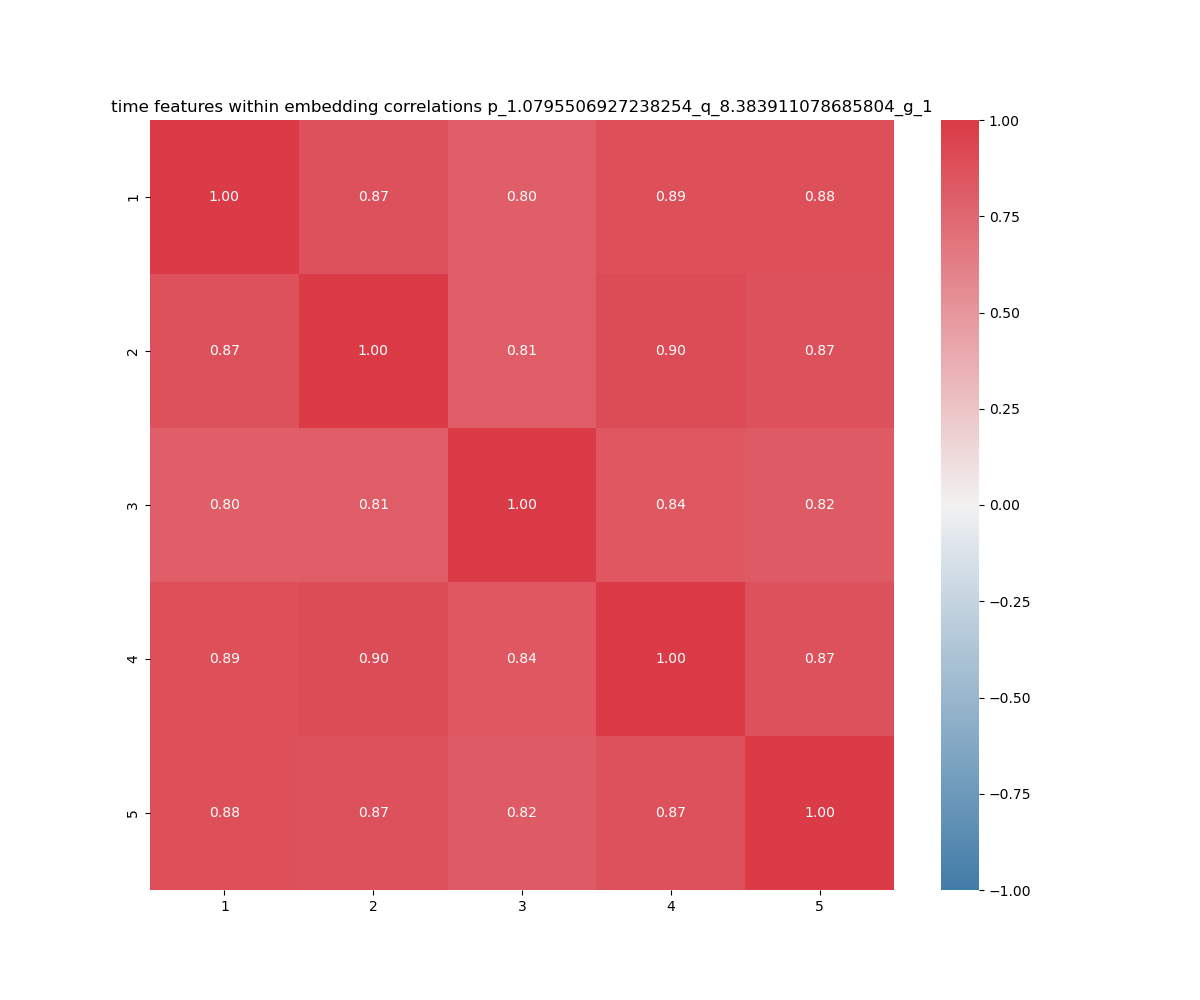 time features within embedding correlations p_1.0795506927238254_q_8.383911078685804_g_1
1 1.00 0.87 0.80 0.89 0.88
2 0.87 1.00 0.81 0.90 0.87
3 0.80 0.81 1.00 0.84 0.82
4 0.89 0.90 0.84 1.00 0.87
5 0.88 0.87 0.82 0.87 1.00
1 2 3 4 5
1.00
0.75
0.50
0.25
0.00
−0.25
−0.50
−0.75
−1.00